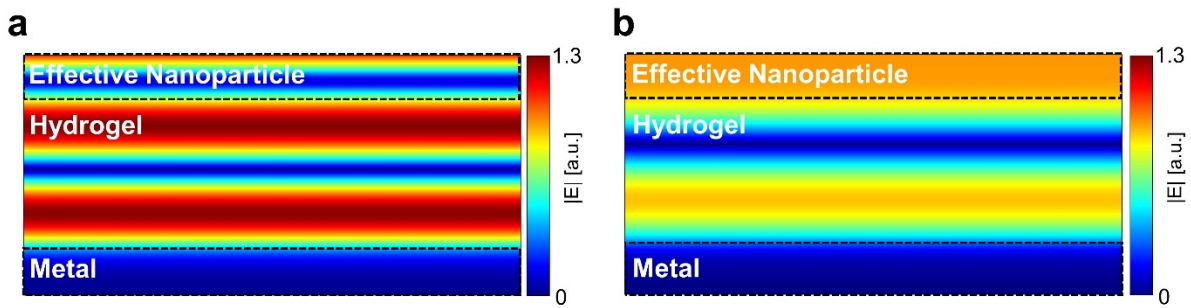 a
Effective Nanoparticle
Hydrogel
Metal
1.3
|E| [a.u.]
0
b
Effective Nanoparticle
Hydrogel
Metal
1.3
|E| [a.u.]
0